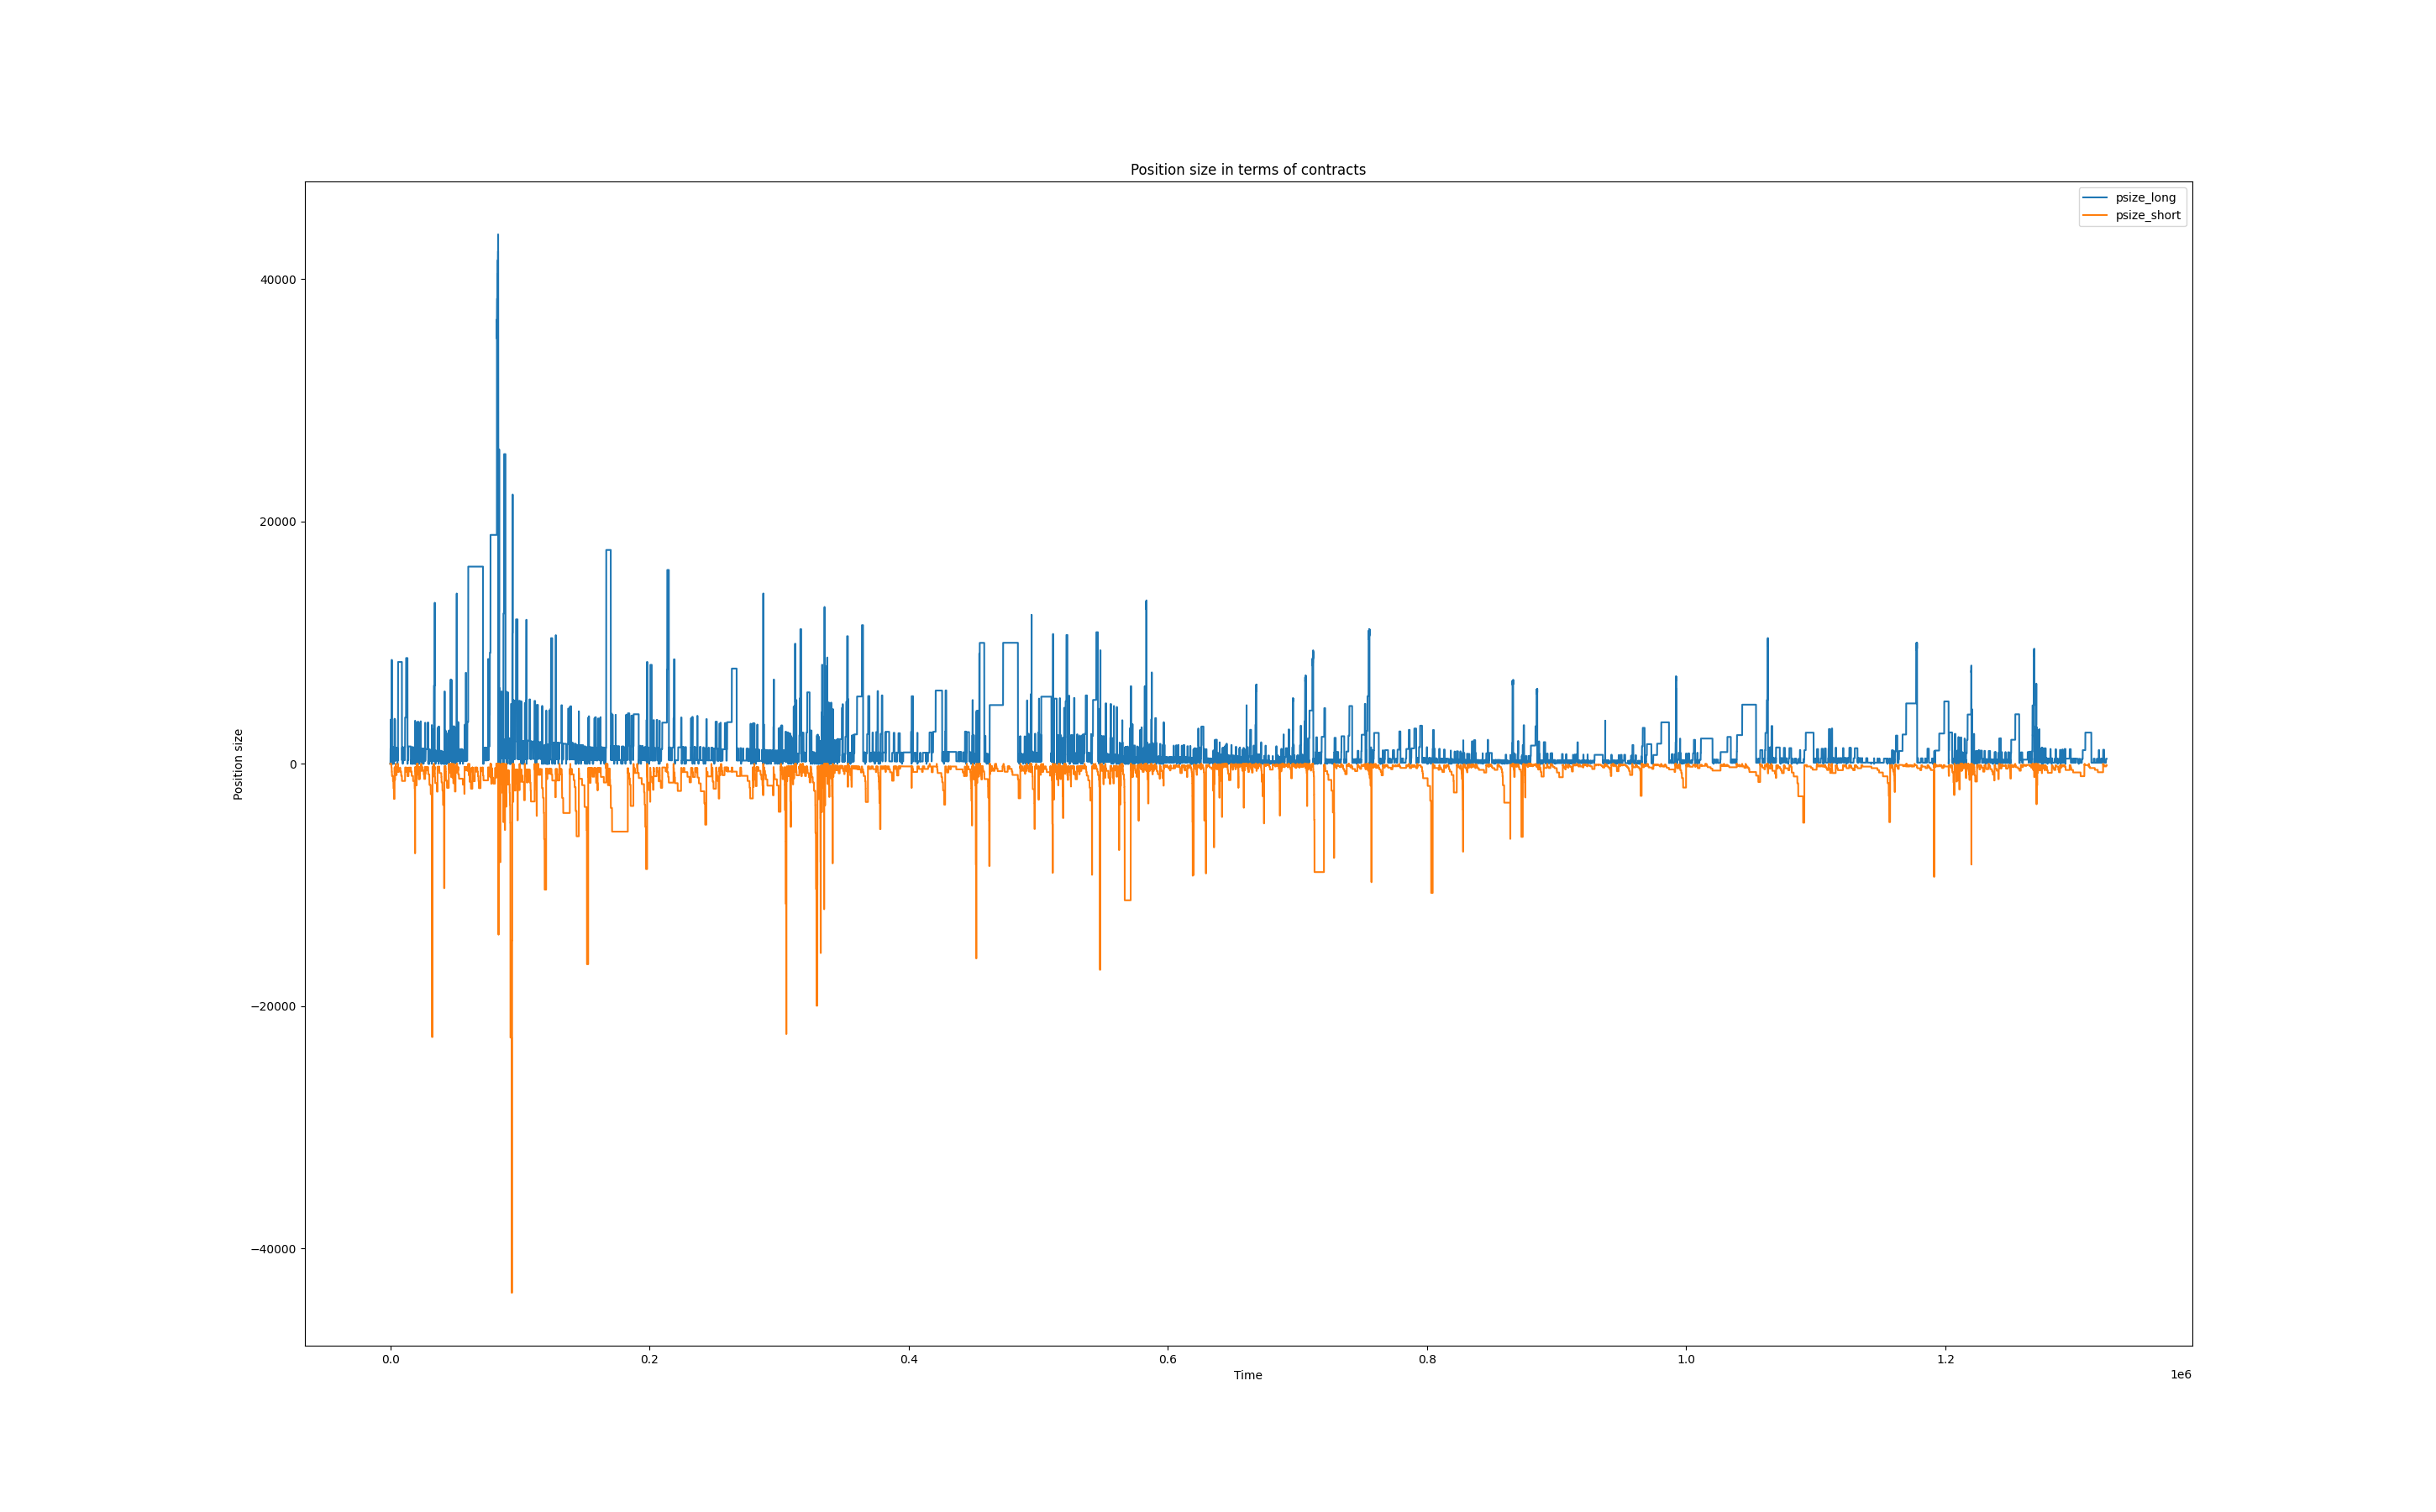 Position size in terms of contracts
psize_long
psize_short
40000
20000
0
−20000
−40000
Position size
0.0 0.2 0.4 0.6 0.8 1.0 1.2
Time
1e6